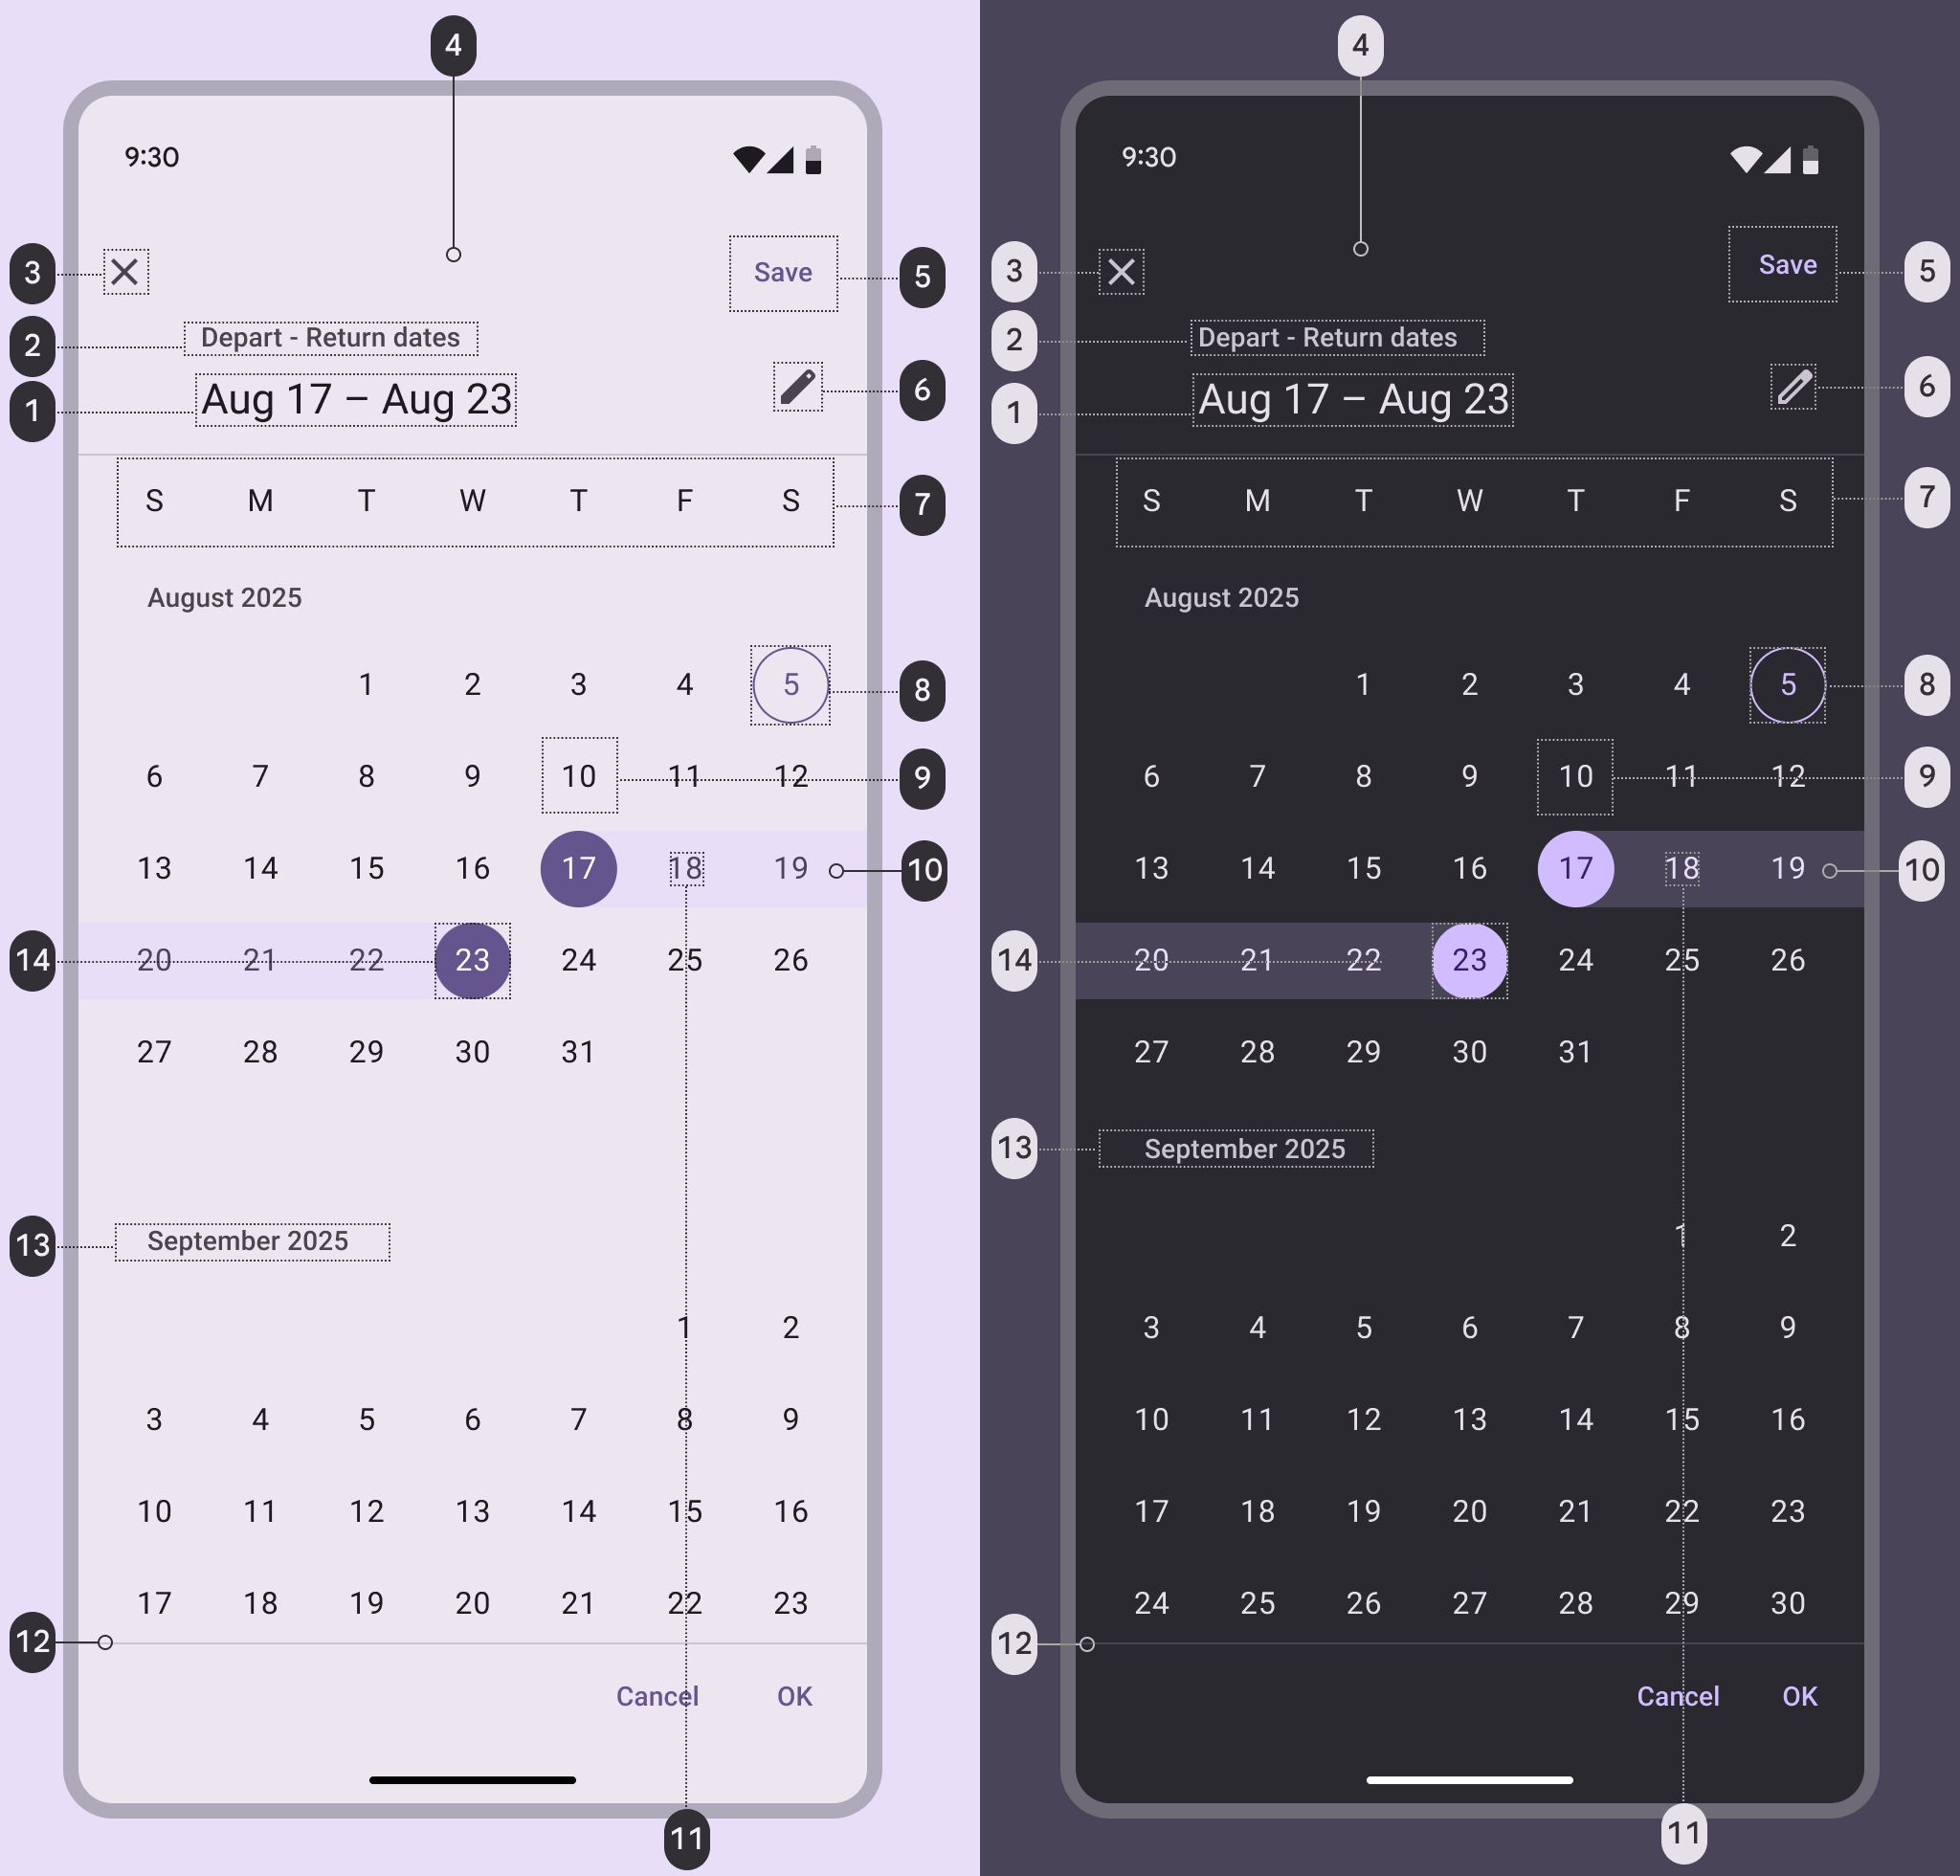 4
9:30
3
Save
5
2
Depart - Return dates
1
Aug 17 – Aug 23
6
S M T W T F S
7
August 2025
1 2 3 4 5
8
6 7 8 9 10 11 12
9
13 14 15 16 17 18 19
10
14
20 21 22 23 24 25 26
27 28 29 30 31
13
September 2025
1 2
3 4 5 6 7 8 9
10 11 12 13 14 15 16
17 18 19 20 21 22 23
12
Cancel OK
11
4
9:30
3
Save
5
2
Depart - Return dates
1
Aug 17 – Aug 23
6
S M T W T F S
7
August 2025
1 2 3 4 5
8
6 7 8 9 10 11 12
9
13 14 15 16 17 18 19
10
14
20 21 22 23 24 25 26
27 28 29 30 31
13
September 2025
1 2
3 4 5 6 7 8 9
10 11 12 13 14 15 16
17 18 19 20 21 22 23
24 25 26 27 28 29 30
12
Cancel OK
11